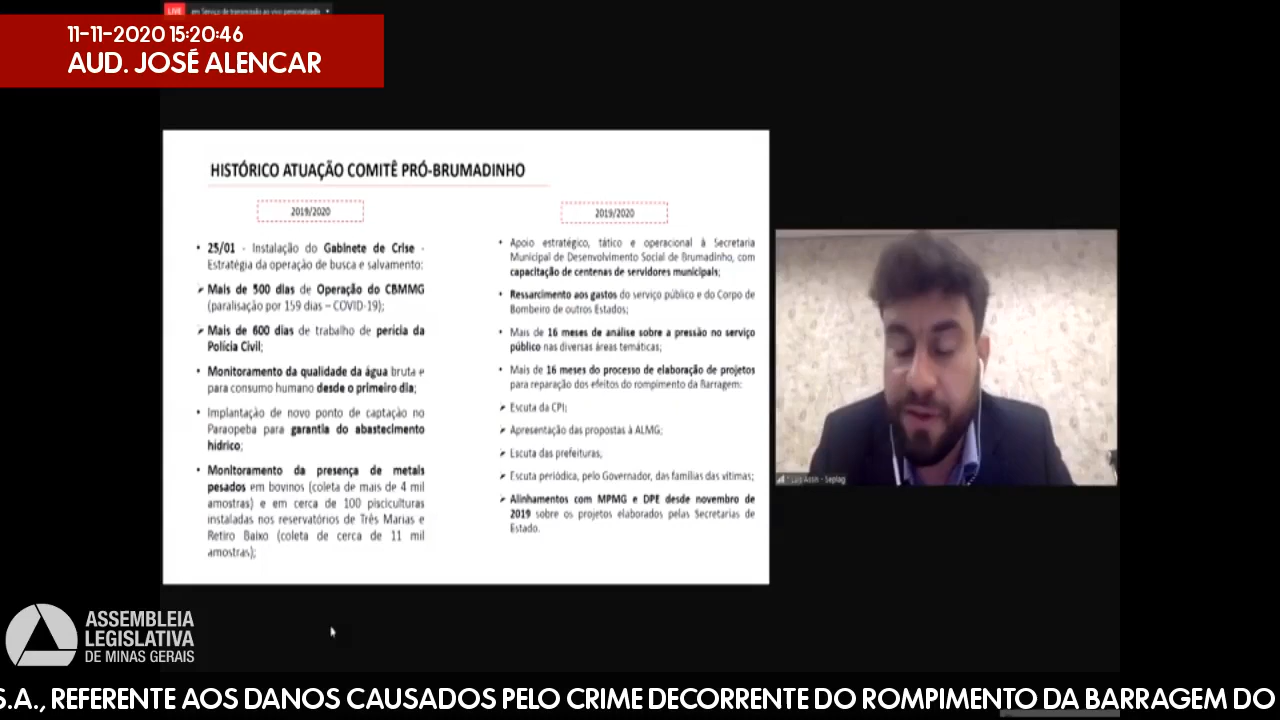 LIVE em Serviço de transmissão ao vivo personalizado
11-11-2020 15:20:46
AUD. JOSÉ ALENCAR
HISTÓRICO ATUAÇÃO COMITÊ PRÓ-BRUMADINHO
2019/2020
• 25/01 - Instalação do Gabinete de Crise -
Estratégia da operação de busca e salvamento;
Mais de 500 dias de Operação do CBMMG
(paralisação por 159 dias – COVID-19);
Mais de 600 dias de trabalho de perícia da
Polícia Civil;
• Monitoramento da qualidade da água bruta e
para consumo humano desde o primeiro dia;
• Implantação de novo ponto de captação no
Paraopeba para garantia do abastecimento
hídrico;
• Monitoramento da presença de metais
pesados em bovinos (coleta de mais de 4 mil
amostras) e em cerca de 100 pisciculturas
instaladas nos reservatórios de Três Marias e
Retiro Baixo (coleta de cerca de 11 mil
amostras);
2019/2020
• Apoio estratégico, tático e operacional à Secretaria
Municipal de Desenvolvimento Social de Brumadinho, com
capacitação de centenas de servidores municipais;
• Ressarcimento aos gastos do serviço público e do Corpo de
Bombeiro de outros Estados;
• Mais de 16 meses de análise sobre a pressão no serviço
público nas diversas áreas temáticas;
• Mais de 16 meses do processo de elaboração de projetos
para reparação dos efeitos do rompimento da Barragem:
Escuta da CPI;
Apresentação das propostas à ALMG;
Escuta das prefeituras;
Escuta periódica, pelo Governador, das famílias das vítimas;
Alinhamentos com MPMG e DPE desde novembro de
2019 sobre os projetos elaborados pelas Secretarias de
Estado.
Luis Assis - Seplag
ASSEMBLEIA
LEGISLATIVA
DE MINAS GERAIS
S.A., REFERENTE AOS DANOS CAUSADOS PELO CRIME DECORRENTE DO ROMPIMENTO DA BARRAGEM DO